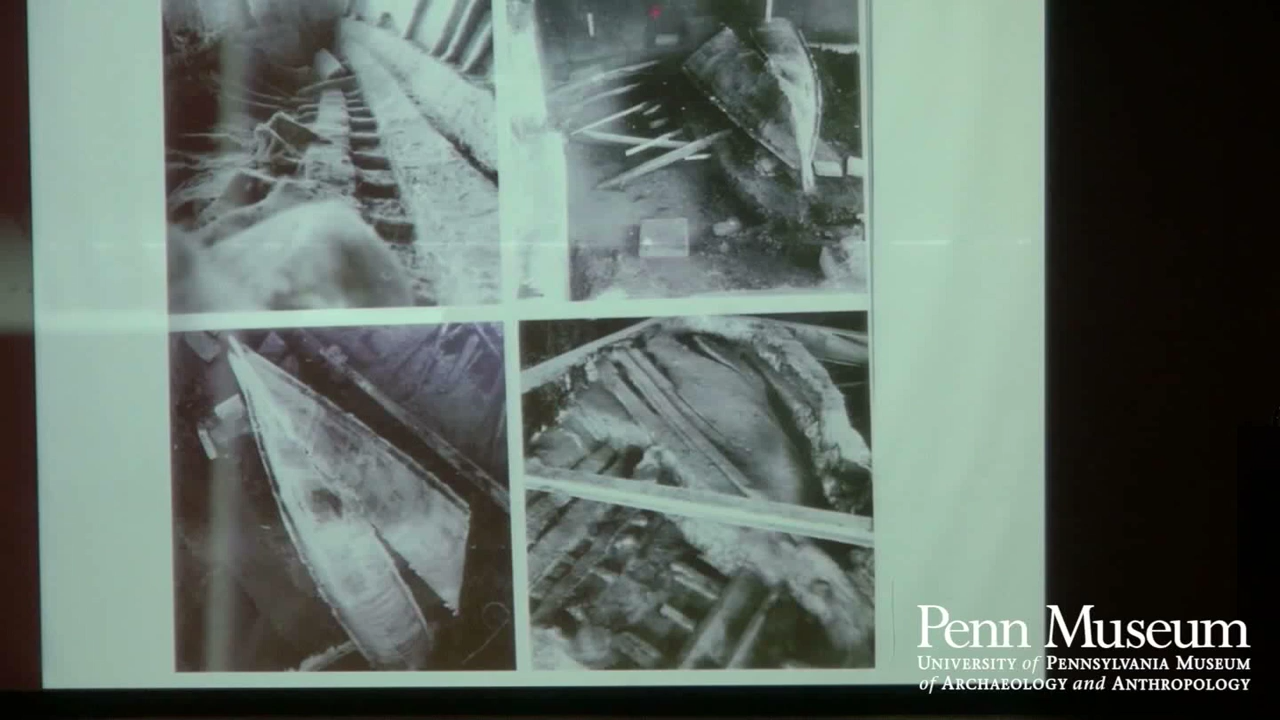 Penn Museum
UNIVERSITY of PENNSYLVANIA MUSEUM
of ARCHAEOLOGY and ANTHROPOLOGY